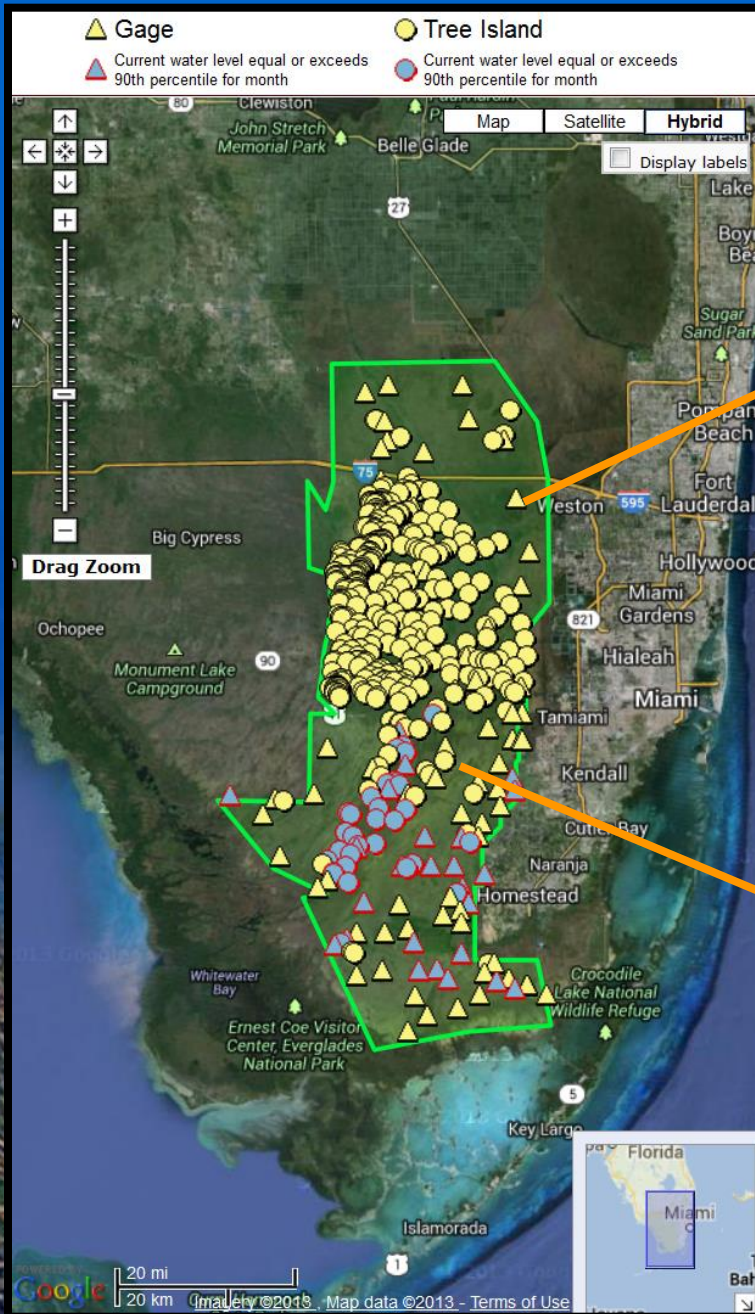 Gage
Tree Island
Current water level equal or exceeds
90th percentile for month
Current water level equal or exceeds
90th percentile for month
80
Clewiston
John Stretch
Memorial Park
Belle Glade
Map
Satellite
Hybrid
Display labels
Lake
27
Sugar
Sand Park
Beach
75
Weston
595
Fort
Lauderdal
Big Cypress
Drag Zoom
Hollywood
Miami
Gardens
821
Ochopee
90
Hialeah
Monument Lake
Campground
Miami
Tamiami
Kendall
Cutler Bay
Naranja
Homestead
Whitewater
Bay
Crocodile
Lake National
Wildlife Refuge
Ernest Coe Visitor
Center, Everglades
National Park
5
Key Largo
Florida
Miami
Islamorada
1
Bah
POWERED BY
Google
20 mi
20 km
Imagery ©2013 , Map data ©2013 - Terms of Use